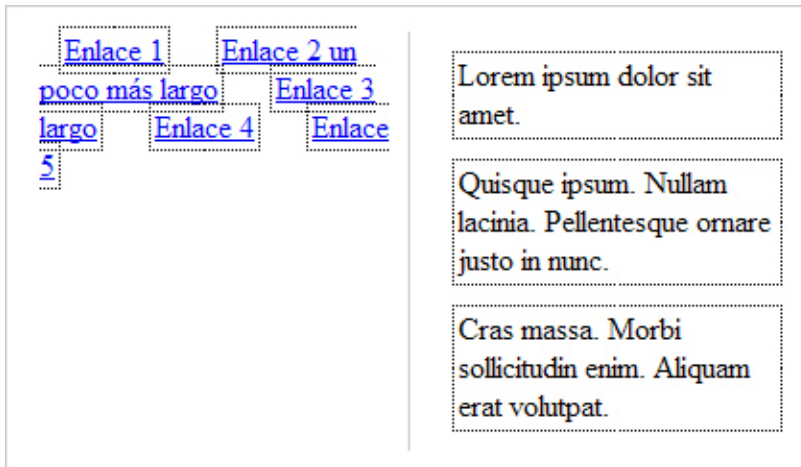 Enlace 1 Enlace 2 un
poco más largo Enlace 3
largo Enlace 4 Enlace
5
Lorem ipsum dolor sit
amet.
Quisque ipsum. Nullam
lacinia. Pellentesque ornare
justo in nunc.
Cras massa. Morbi
sollicitudin enim. Aliquam
erat volutpat.